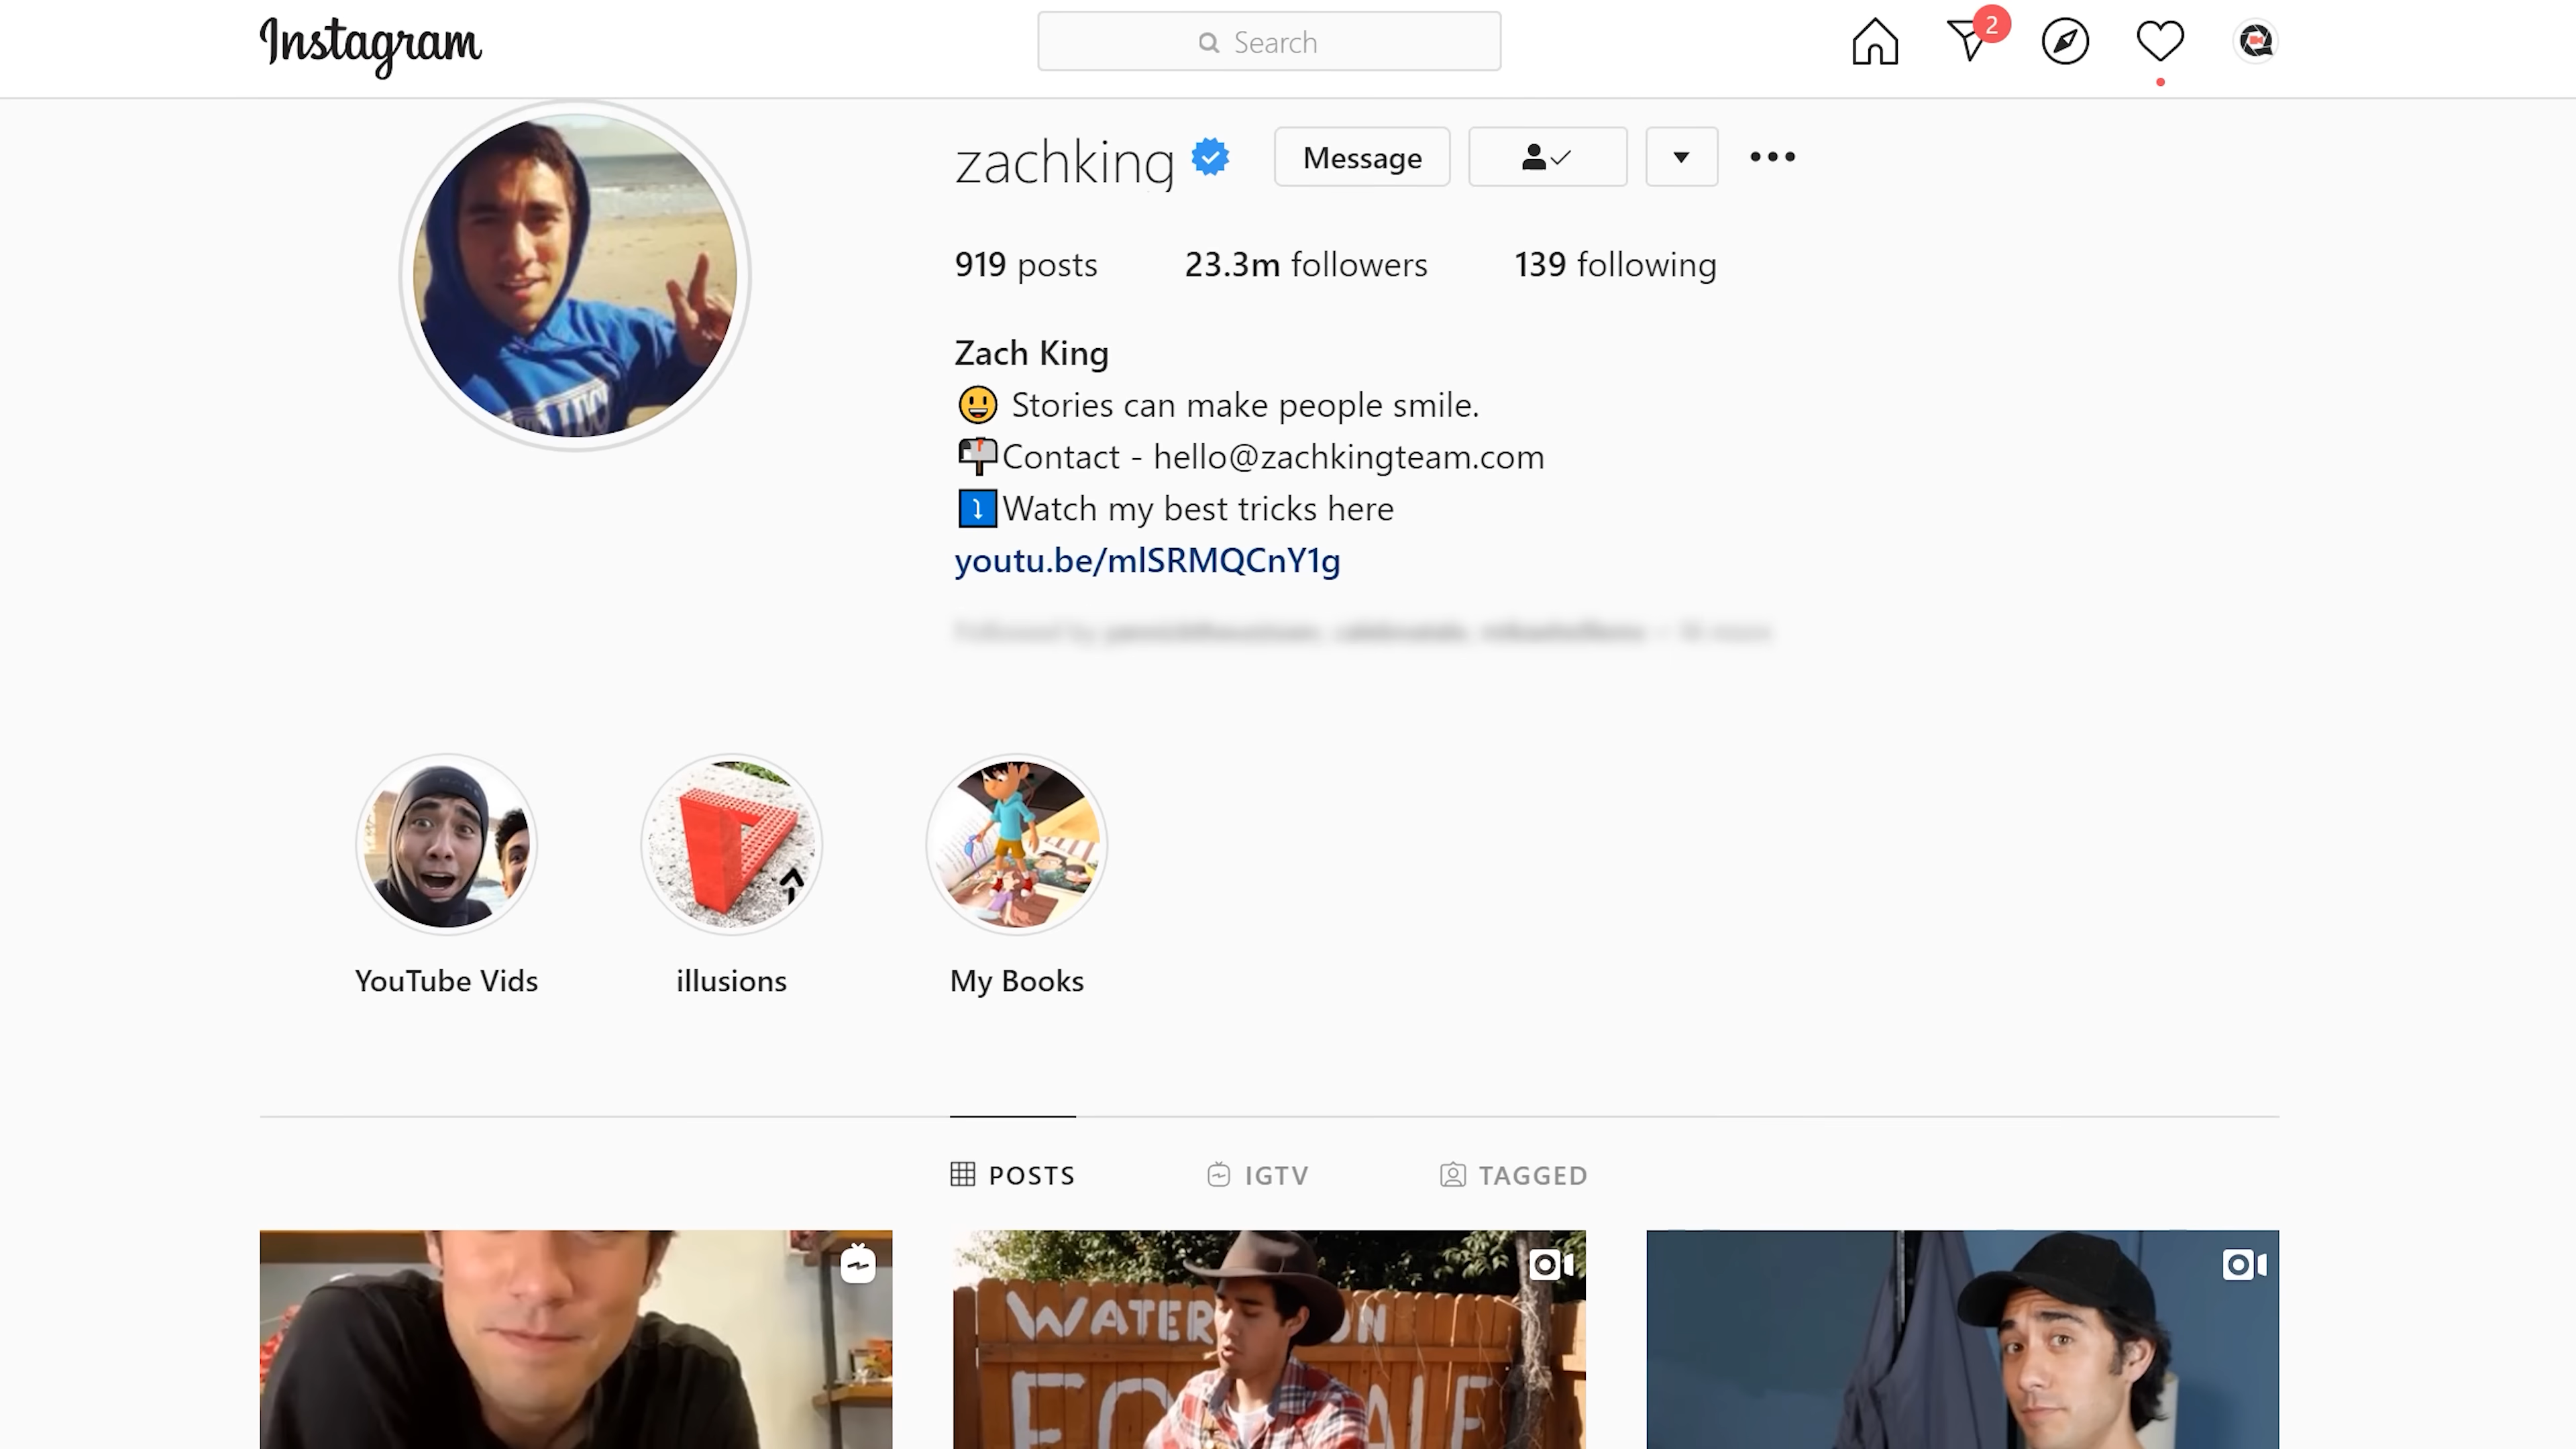 Instagram
Search
2
zachking
Message
919 posts
23.3m followers
139 following
Zach King
😃 Stories can make people smile.
📬Contact - hello@zachkingteam.com
⤵️Watch my best tricks here
youtu.be/mlSRMQCnY1g
YouTube Vids
illusions
My Books
POSTS
IGTV
TAGGED